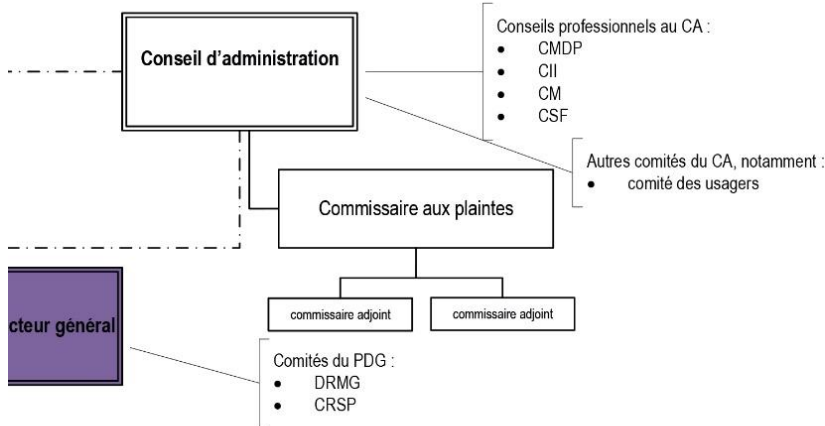 Conseil d'administration
Conseils professionnels au CA :
• CMDP
• CII
• CM
• CSF
Autres comités du CA, notamment :
• comité des usagers
Commissaire aux plaintes
commissaire adjoint
commissaire adjoint
cteur général
Comités du PDG :
• DRMG
• CRSP